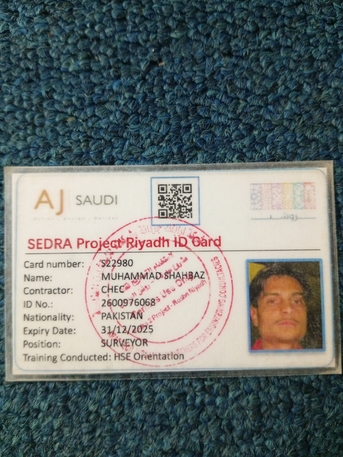 AJ SAUDI
SEDRA Project Riyadh ID Card
Card number: S22980
Name: MUHAMMAD SHAHBAZ
Contractor: CHEC
ID No.: 2600976068
Nationality: PAKISTAN
Expiry Date: 31/12/2025
Position: SURVEYOR
Training Conducted: HSE Orientation